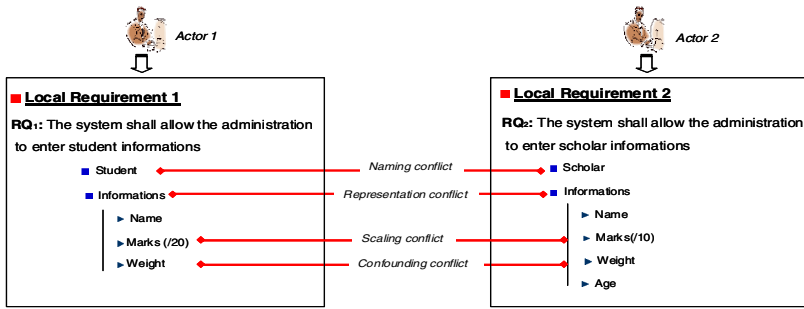 Actor 1
Actor 2
Local Requirement 1
RQ₁: The system shall allow the administration
to enter student informations
Student
Informations
Name
Marks (/20)
Weight
Naming conflict
Representation conflict
Scaling conflict
Confounding conflict
Local Requirement 2
RQ₂: The system shall allow the administration
to enter scholar informations
Scholar
Informations
Name
Marks(/10)
Weight
Age